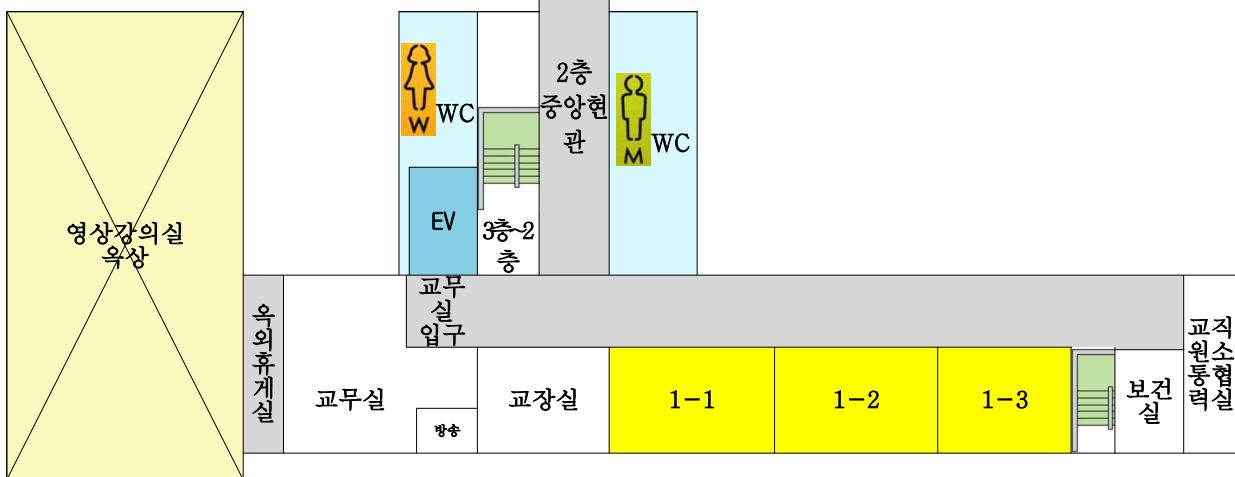 W
WC
2층
중앙현
관
M
WC
영상강의실
옥상
EV
3층~2
층
옥
외
휴
게
실
교무
실
입구
교무실
방송
교장실
1-1
1-2
1-3
보건
실
교직
원소
통협
력실